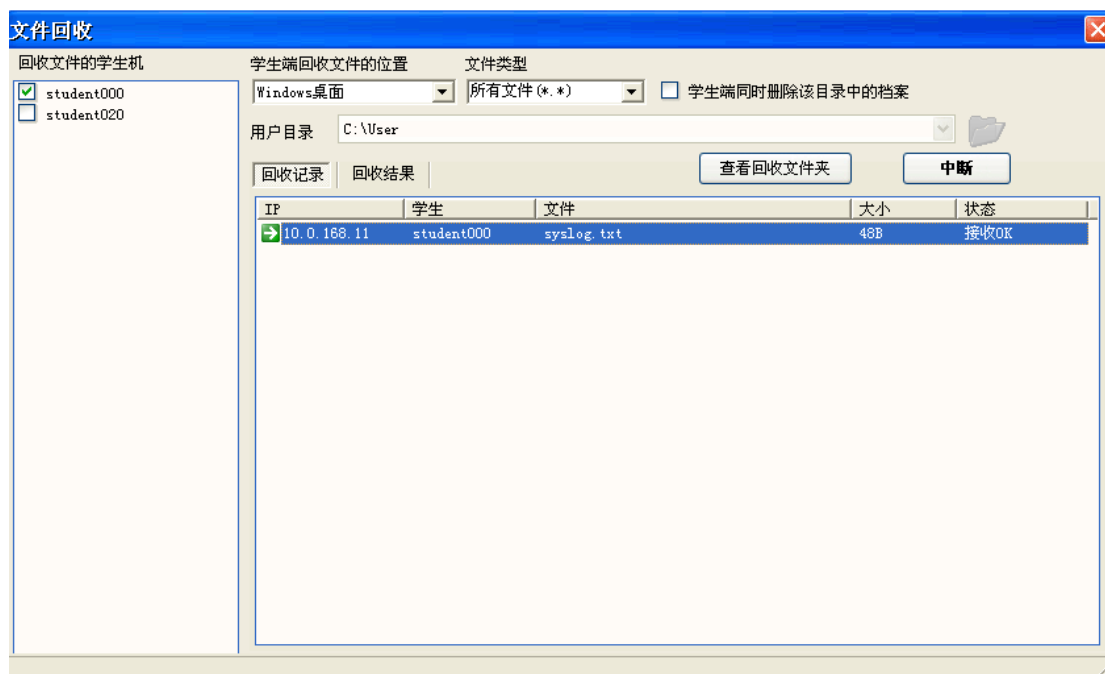 文件回收
回收文件的学生机
student000
student020
学生端回收文件的位置 文件类型
Windows桌面 所有文件(*.*) 学生端同时删除该目录中的档案
用户目录 C:\User
回收记录 回收结果 查看回收文件夹 中断
IP 学生 文件 大小 状态
10.0.168.11 student000 syslog.txt 48B 接收OK